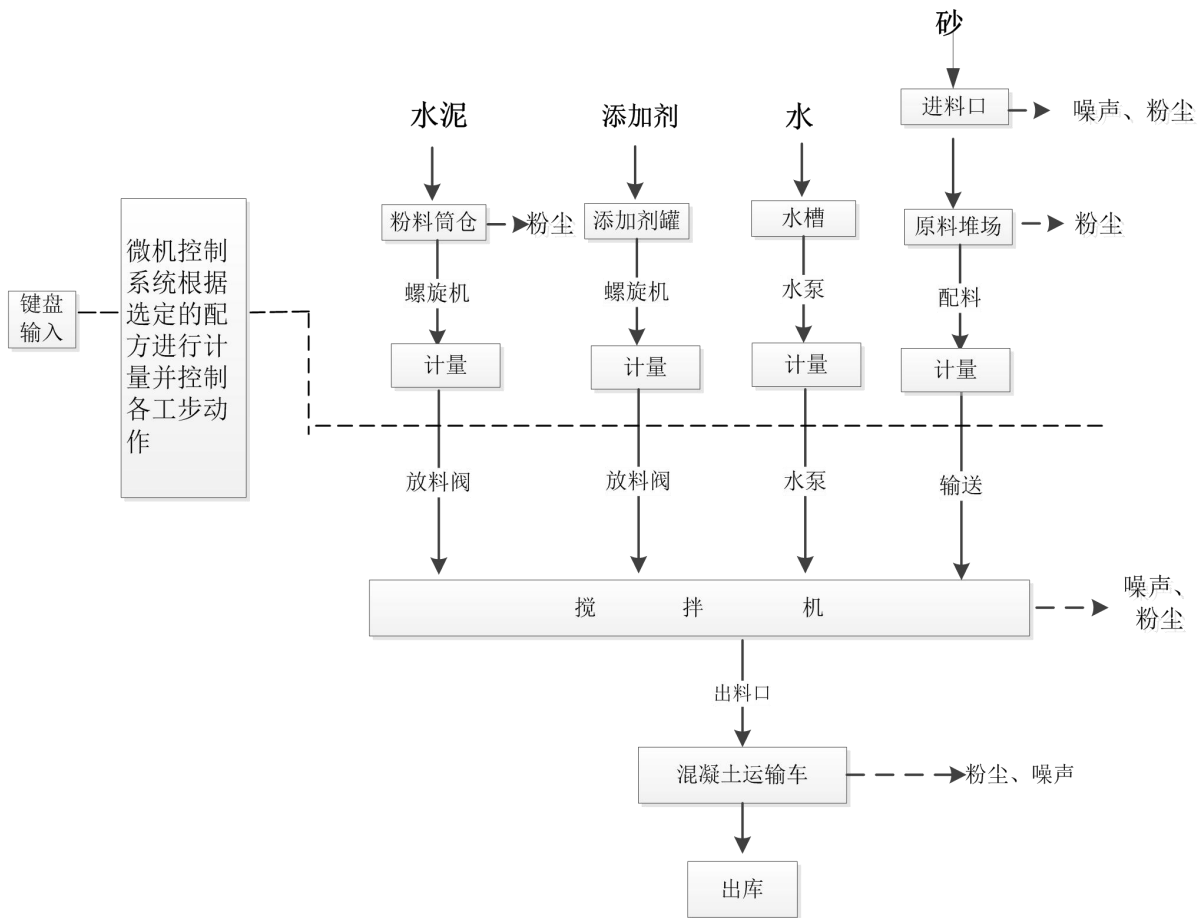 砂
进料口
噪声、粉尘
水泥
添加剂
水
粉料筒仓
粉尘
添加剂罐
水槽
原料堆场
粉尘
键盘
输入
微机控制
系统根据
选定的配
方进行计
量并控制
各工步动
作
螺旋机
螺旋机
水泵
配料
计量
计量
计量
计量
放料阀
放料阀
水泵
输送
搅拌机
噪声、
粉尘
出料口
混凝土运输车
粉尘、噪声
出库